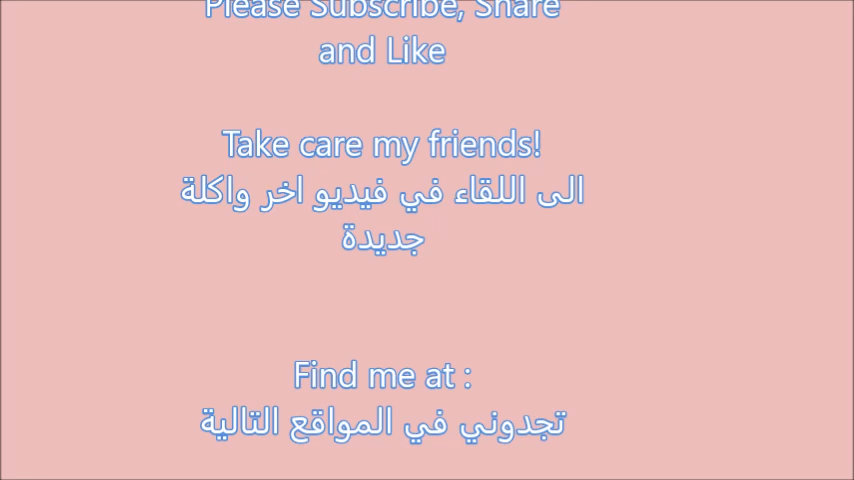 Please Subscribe, Share
and Like
Take care my friends!
الى اللقاء في فيديو اخر واكلة
جديدة
Find me at :
تجدوني في المواقع التالية